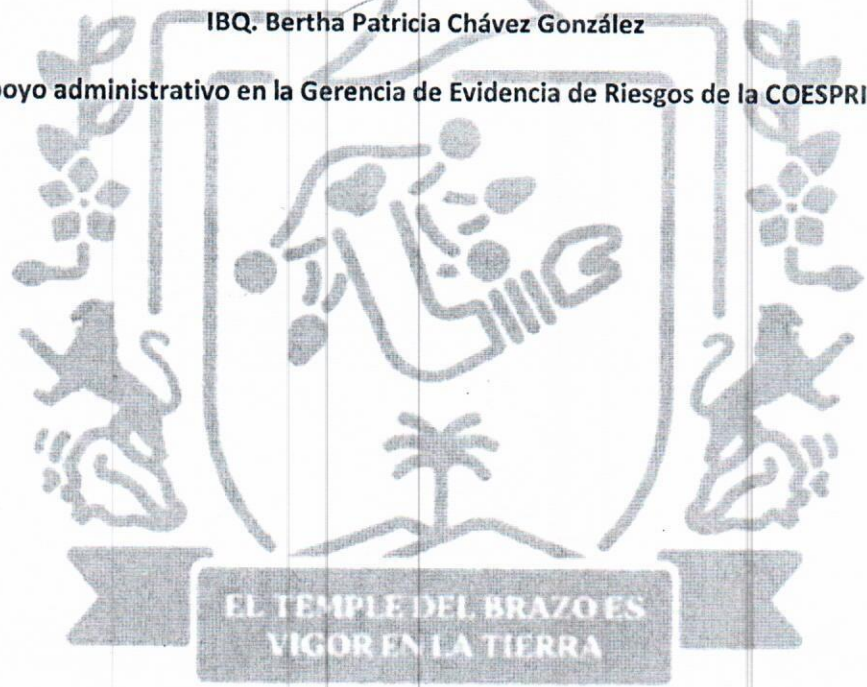 IBQ. Bertha Patricia Chávez González
poyo administrativo en la Gerencia de Evidencia de Riesgos de la COESPRI
EL TEMPLE DEL BRAZO ES
VIGOR EN LA TIERRA